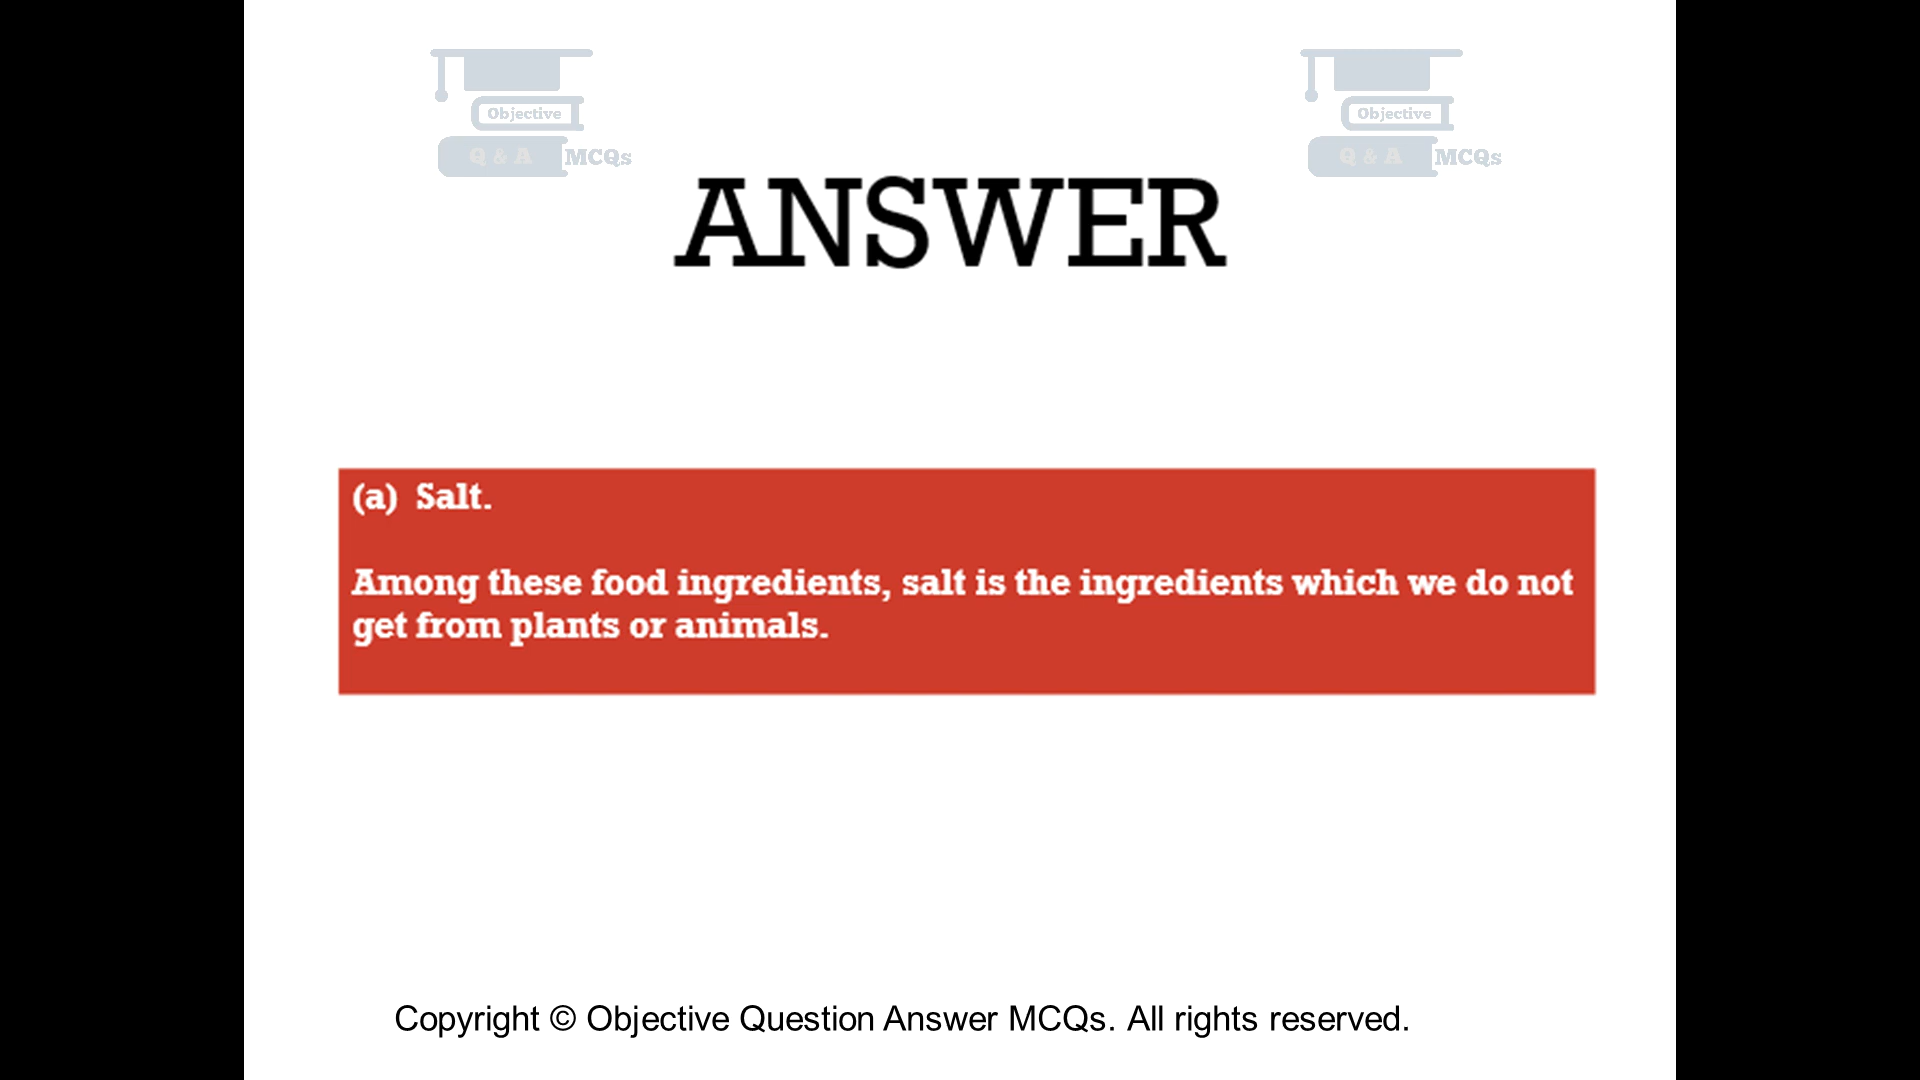 Objective
Q & A MCQs
Objective
Q & A MCQs
ANSWER
(a) Salt.
Among these food ingredients, salt is the ingredients which we do not
get from plants or animals.
Copyright © Objective Question Answer MCQs. All rights reserved.